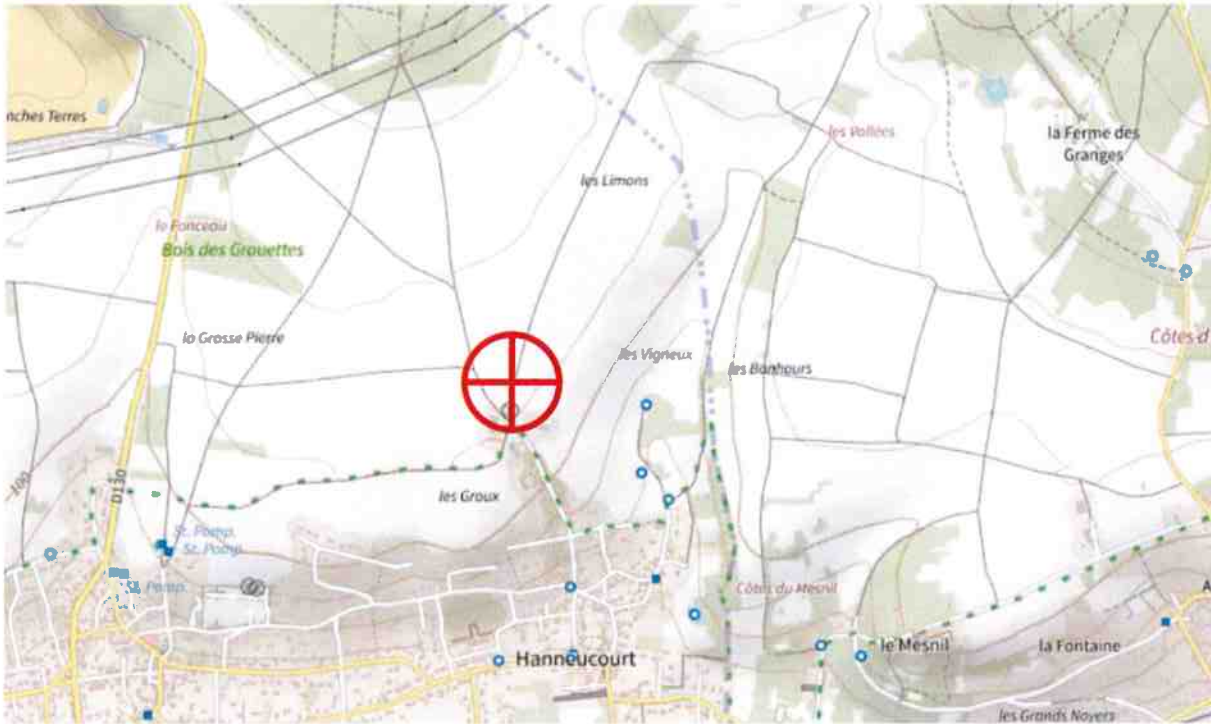 nches Terres
les Vallées
la Ferme des
Granges
les Limons
le Fonceau
Bois des Grouettes
la Grosse Pierre
les Vigneux
les Bonhours
Côtes d
100
D130
les Groux
St. Pomp.
St. Pomp.
Pomp.
Côtes du Mesnil
le Mesnil
la Fontaine
A
Hanneucourt
les Grands Noyers